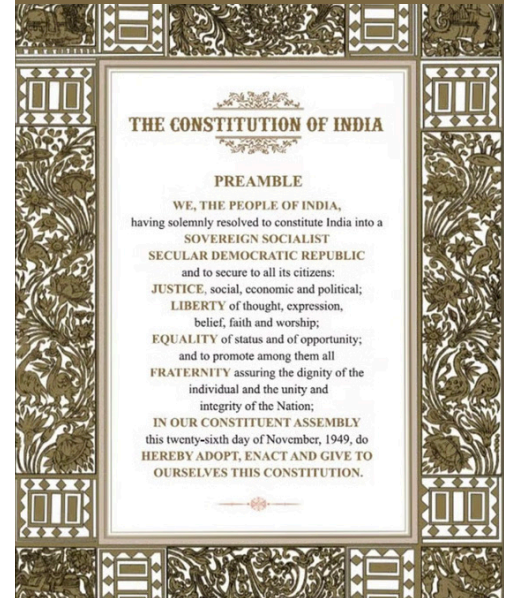 THE CONSTITUTION OF INDIA
PREAMBLE
WE, THE PEOPLE OF INDIA,
having solemnly resolved to constitute India into a
SOVEREIGN SOCIALIST
SECULAR DEMOCRATIC REPUBLIC
and to secure to all its citizens:
JUSTICE, social, economic and political;
LIBERTY of thought, expression,
belief, faith and worship;
EQUALITY of status and of opportunity;
and to promote among them all
FRATERNITY assuring the dignity of the
individual and the unity and
integrity of the Nation;
IN OUR CONSTITUENT ASSEMBLY
this twenty-sixth day of November, 1949, do
HEREBY ADOPT, ENACT AND GIVE TO
OURSELVES THIS CONSTITUTION.